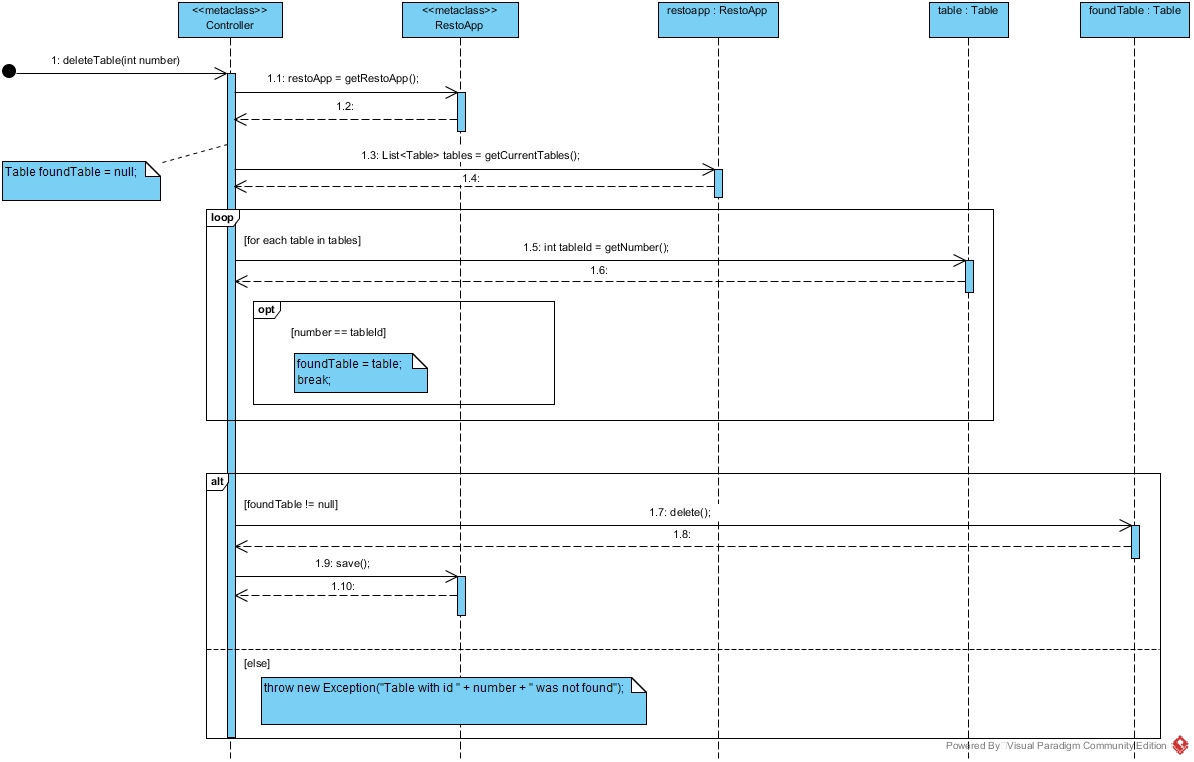 <<metaclass>>
Controller
<<metaclass>>
RestoApp
restoapp : RestoApp
table : Table
foundTable : Table
1: deleteTable(int number)
1.1: restoApp = getRestoApp();
1.2:
Table foundTable = null;
1.3: List<Table> tables = getCurrentTables();
1.4:
loop
[for each table in tables]
1.5: int tableId = getNumber();
1.6:
opt
[number == tableId]
foundTable = table;
break;
alt
[foundTable != null]
1.7: delete();
1.8:
1.9: save();
1.10:
[else]
throw new Exception("Table with id " + number + " was not found");
Powered By Visual Paradigm Community Edition